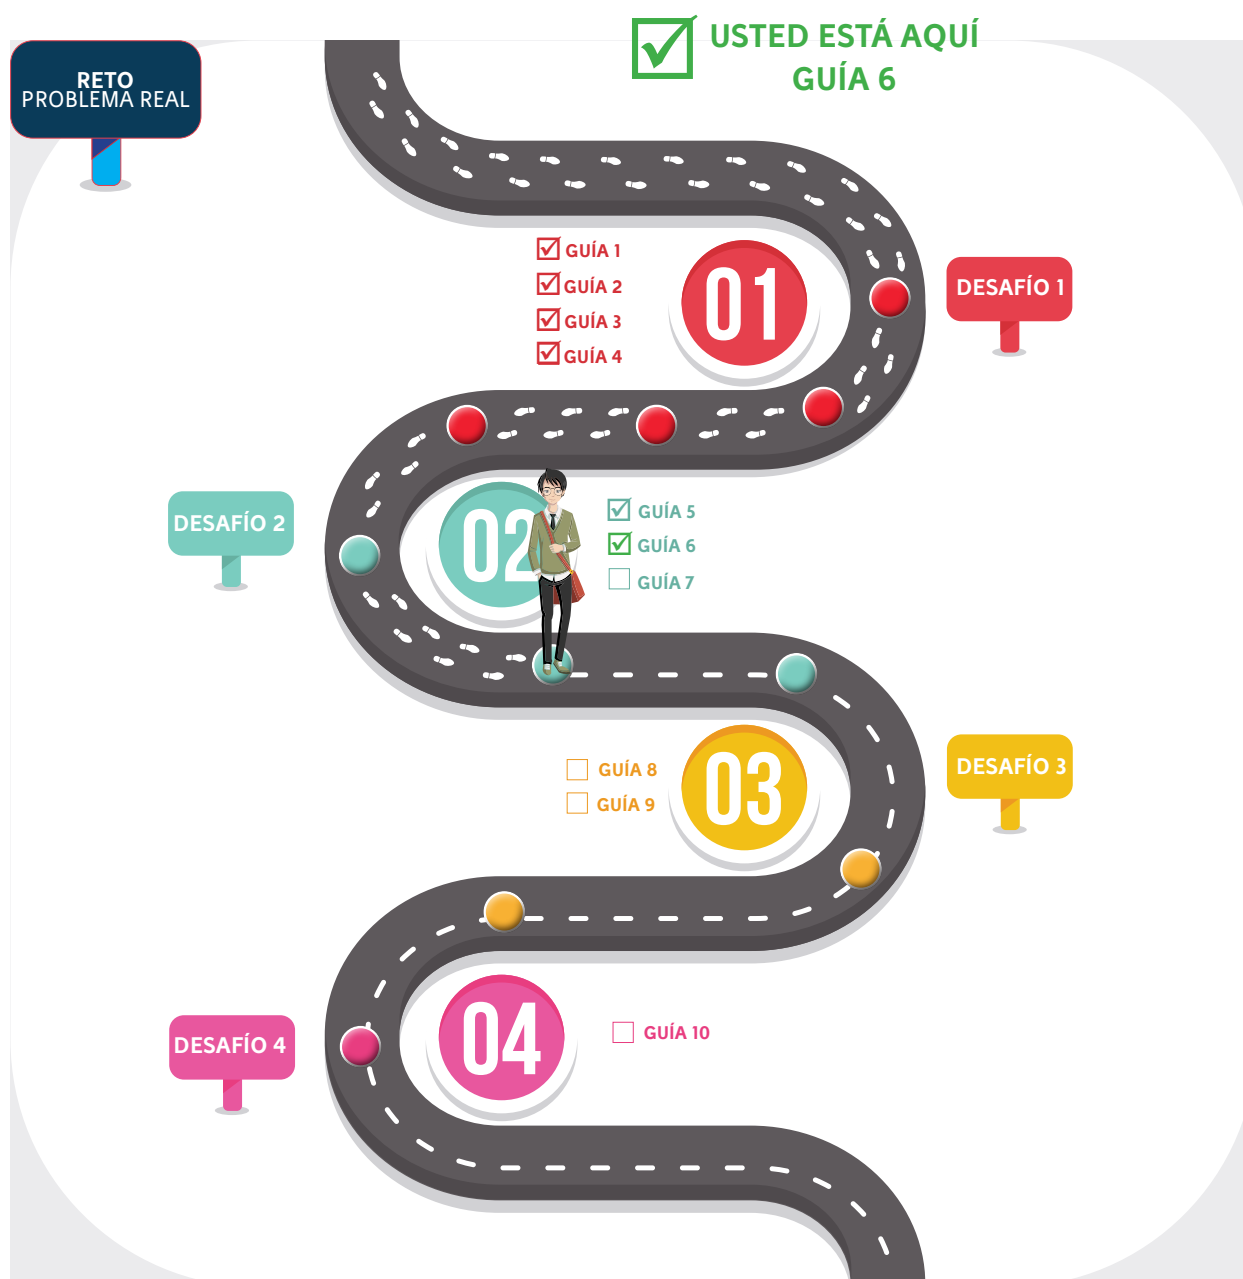 USTED ESTÁ AQUÍ
GUÍA 6
RETO
PROBLEMA REAL
GUÍA 1
GUÍA 2
GUÍA 3
GUÍA 4
01
DESAFÍO 1
DESAFÍO 2
02
GUÍA 5
GUÍA 6
GUÍA 7
GUÍA 8
GUÍA 9
03
DESAFÍO 3
DESAFÍO 4
04
GUÍA 10